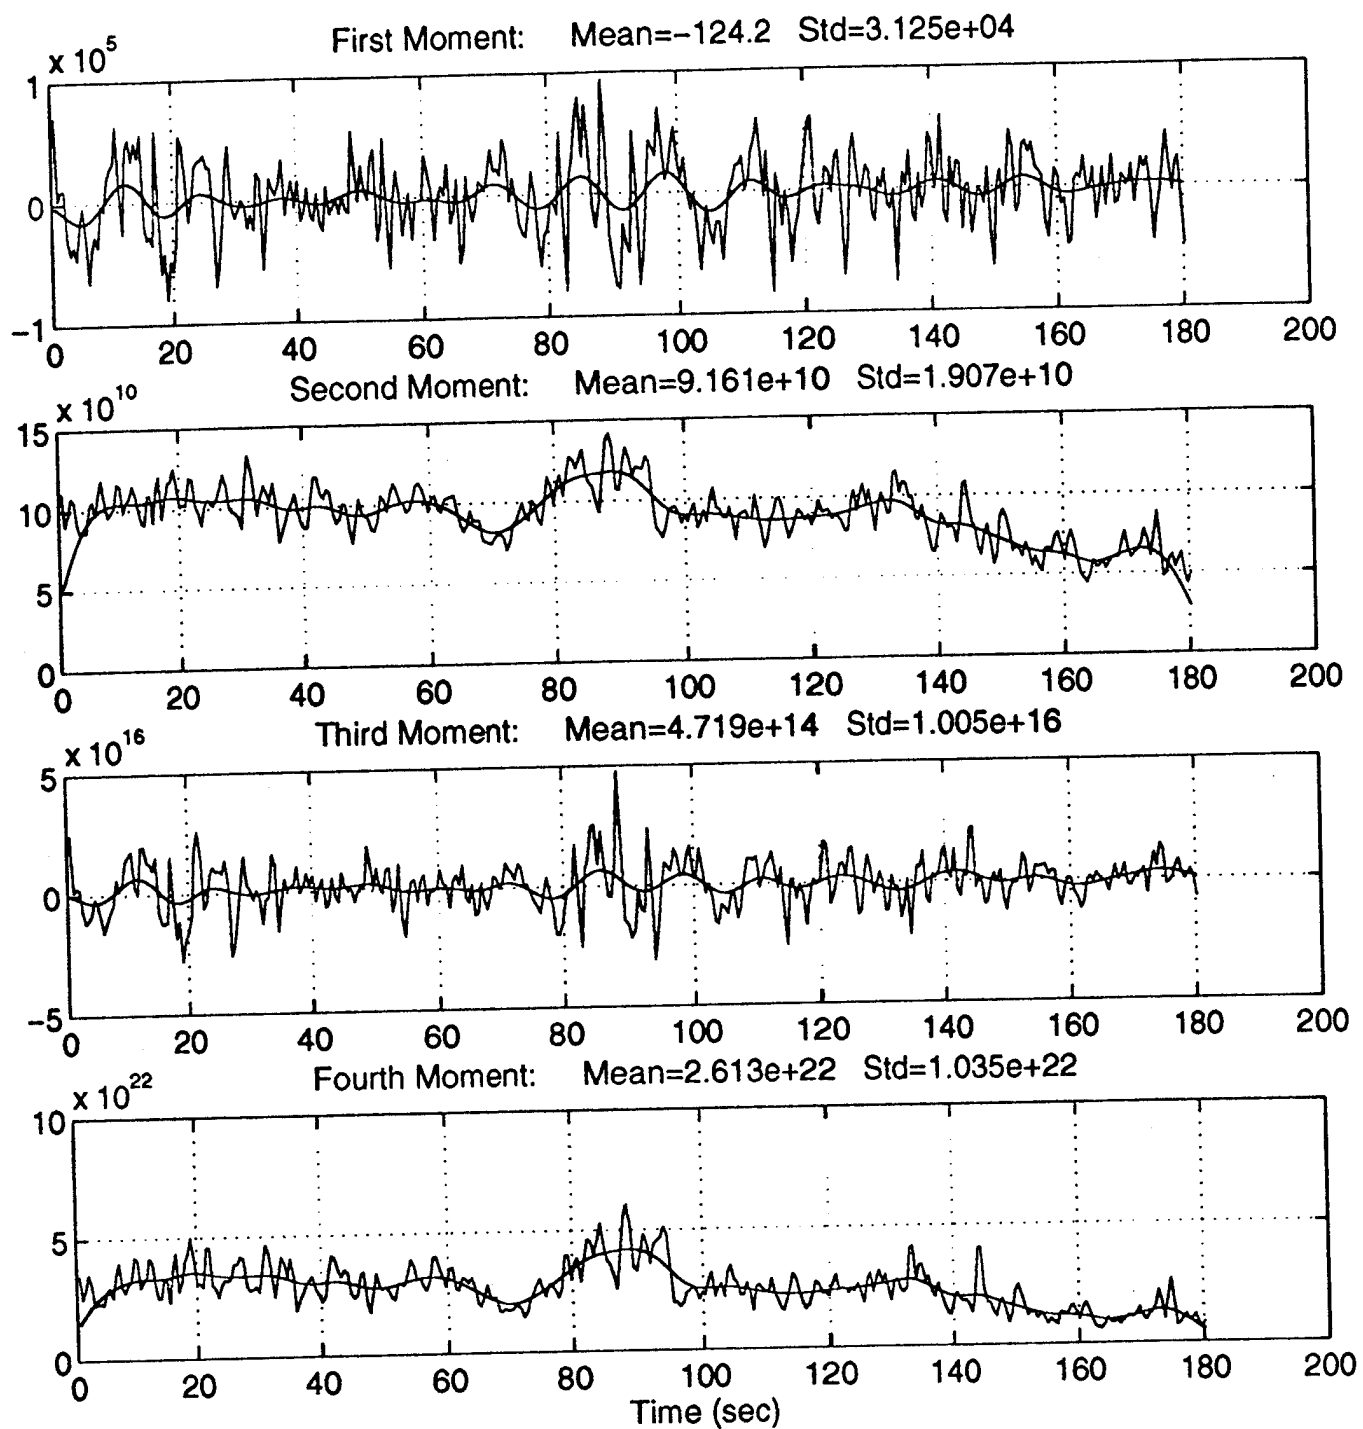 First Moment: Mean=−124.2 Std=3.125e+04
x 10^5
1
0
−1
0 20 40 60 80 100 120 140 160 180 200
Second Moment: Mean=9.161e+10 Std=1.907e+10
x 10^10
15
10
5
0
0 20 40 60 80 100 120 140 160 180 200
Third Moment: Mean=4.719e+14 Std=1.005e+16
x 10^16
5
0
−5
0 20 40 60 80 100 120 140 160 180 200
Fourth Moment: Mean=2.613e+22 Std=1.035e+22
x 10^22
10
5
0
0 20 40 60 80 100 120 140 160 180 200
Time (sec)